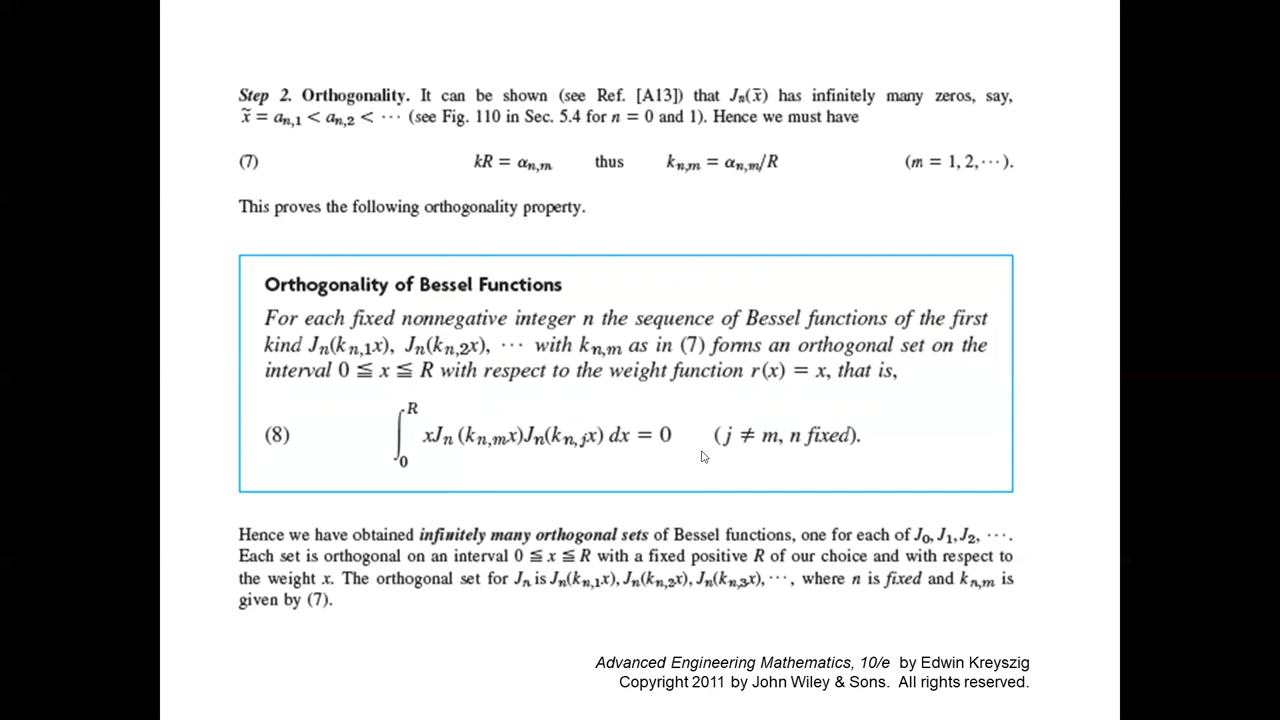 Step 2. Orthogonality. It can be shown (see Ref. [A13]) that Jₙ(x̃) has infinitely many zeros, say,
x̃ = aₙ,₁ < aₙ,₂ < ⋯ (see Fig. 110 in Sec. 5.4 for n = 0 and 1). Hence we must have
(7) kR = αₙ,ₘ thus kₙ,ₘ = αₙ,ₘ/R (m = 1, 2, ⋯).
This proves the following orthogonality property.
Orthogonality of Bessel Functions
For each fixed nonnegative integer n the sequence of Bessel functions of the first
kind Jₙ(kₙ,₁x), Jₙ(kₙ,₂x), ⋯ with kₙ,ₘ as in (7) forms an orthogonal set on the
interval 0 ≦ x ≦ R with respect to the weight function r(x) = x, that is,
(8) ∫₀ᴿ xJₙ (kₙ,ₘx)Jₙ(kₙ,ⱼx) dx = 0 (j ≠ m, n fixed).
Hence we have obtained infinitely many orthogonal sets of Bessel functions, one for each of J₀, J₁, J₂, ⋯.
Each set is orthogonal on an interval 0 ≦ x ≦ R with a fixed positive R of our choice and with respect to
the weight x. The orthogonal set for Jₙ is Jₙ(kₙ,₁x), Jₙ(kₙ,₂x), Jₙ(kₙ,₃x), ⋯, where n is fixed and kₙ,ₘ is
given by (7).
Advanced Engineering Mathematics, 10/e by Edwin Kreyszig
Copyright 2011 by John Wiley & Sons. All rights reserved.